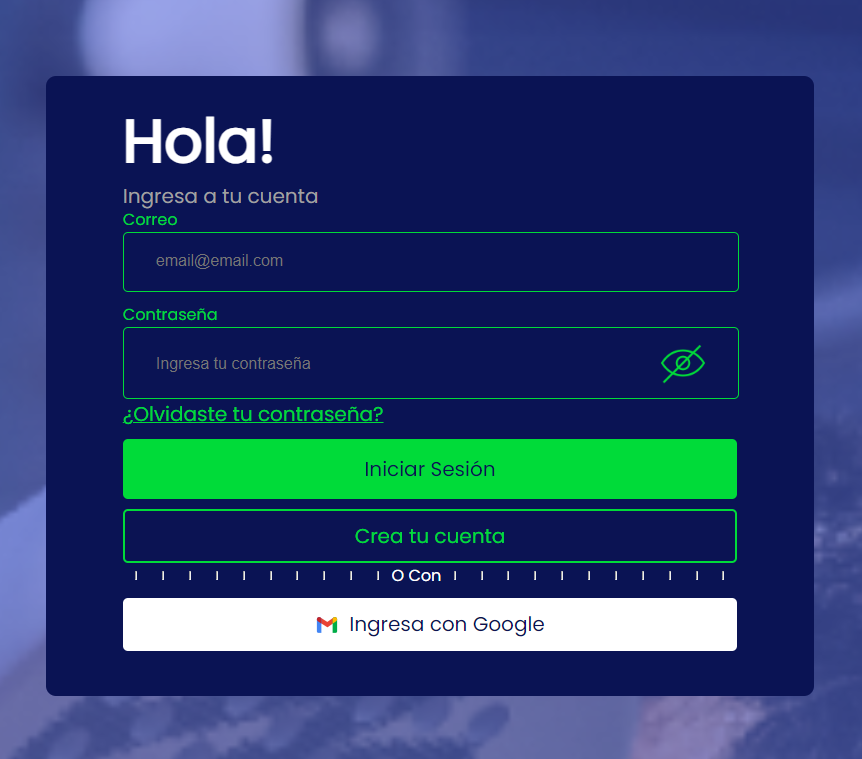 Hola!
Ingresa a tu cuenta
Correo
email@email.com
Contraseña
Ingresa tu contraseña
¿Olvidaste tu contraseña?
Iniciar Sesión
Crea tu cuenta
O Con
Ingresa con Google